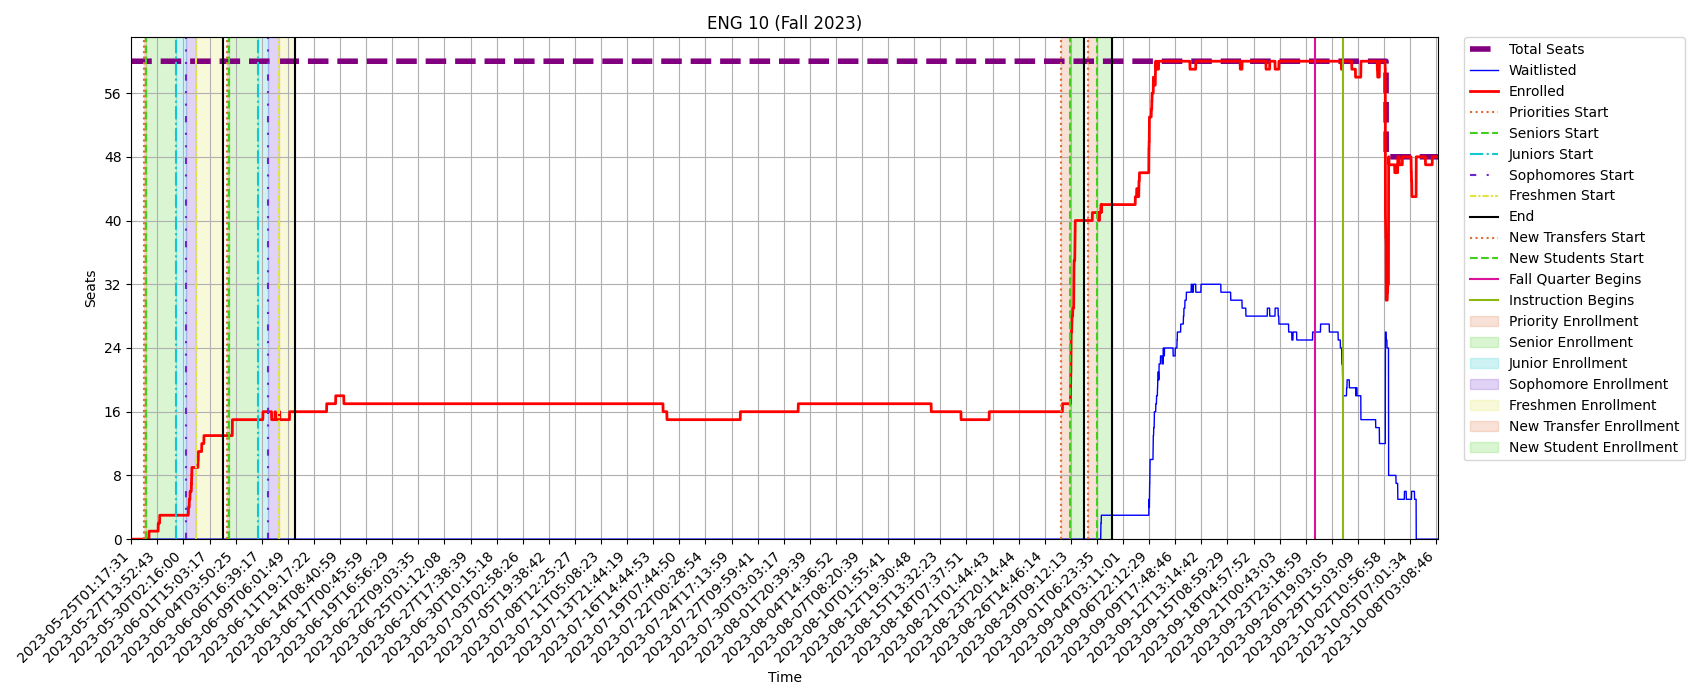 ENG 10 (Fall 2023)
Seats
56
48
40
32
24
16
8
0
2023-05-25T01:17:31
2023-05-27T13:52:43
2023-05-30T02:16:00
2023-06-01T15:03:17
2023-06-04T03:50:25
2023-06-06T16:39:17
2023-06-09T06:01:49
2023-06-11T19:17:22
2023-06-14T08:40:59
2023-06-17T00:45:59
2023-06-19T16:56:29
2023-06-22T09:03:35
2023-06-25T01:12:08
2023-06-27T17:38:39
2023-06-30T10:15:18
2023-07-03T02:58:26
2023-07-05T19:38:42
2023-07-08T12:25:27
2023-07-11T05:08:23
2023-07-13T21:44:19
2023-07-16T14:44:53
2023-07-19T07:44:50
2023-07-22T00:28:54
2023-07-24T17:13:59
2023-07-27T09:59:41
2023-07-30T03:03:17
2023-08-01T20:39:39
2023-08-04T14:36:52
2023-08-07T08:20:39
2023-08-10T01:55:41
2023-08-12T19:30:48
2023-08-15T13:32:23
2023-08-18T07:37:51
2023-08-21T01:44:43
2023-08-23T20:14:44
2023-08-26T14:46:14
2023-08-29T09:12:13
2023-09-01T06:23:35
2023-09-04T03:11:01
2023-09-06T22:12:29
2023-09-09T17:48:46
2023-09-12T13:14:42
2023-09-15T08:59:29
2023-09-18T04:57:52
2023-09-21T00:43:03
2023-09-23T23:18:59
2023-09-26T19:03:05
2023-09-29T15:03:09
2023-10-02T10:56:58
2023-10-05T07:01:34
2023-10-08T03:08:46
Time
Total Seats
Waitlisted
Enrolled
Priorities Start
Seniors Start
Juniors Start
Sophomores Start
Freshmen Start
End
New Transfers Start
New Students Start
Fall Quarter Begins
Instruction Begins
Priority Enrollment
Senior Enrollment
Junior Enrollment
Sophomore Enrollment
Freshmen Enrollment
New Transfer Enrollment
New Student Enrollment